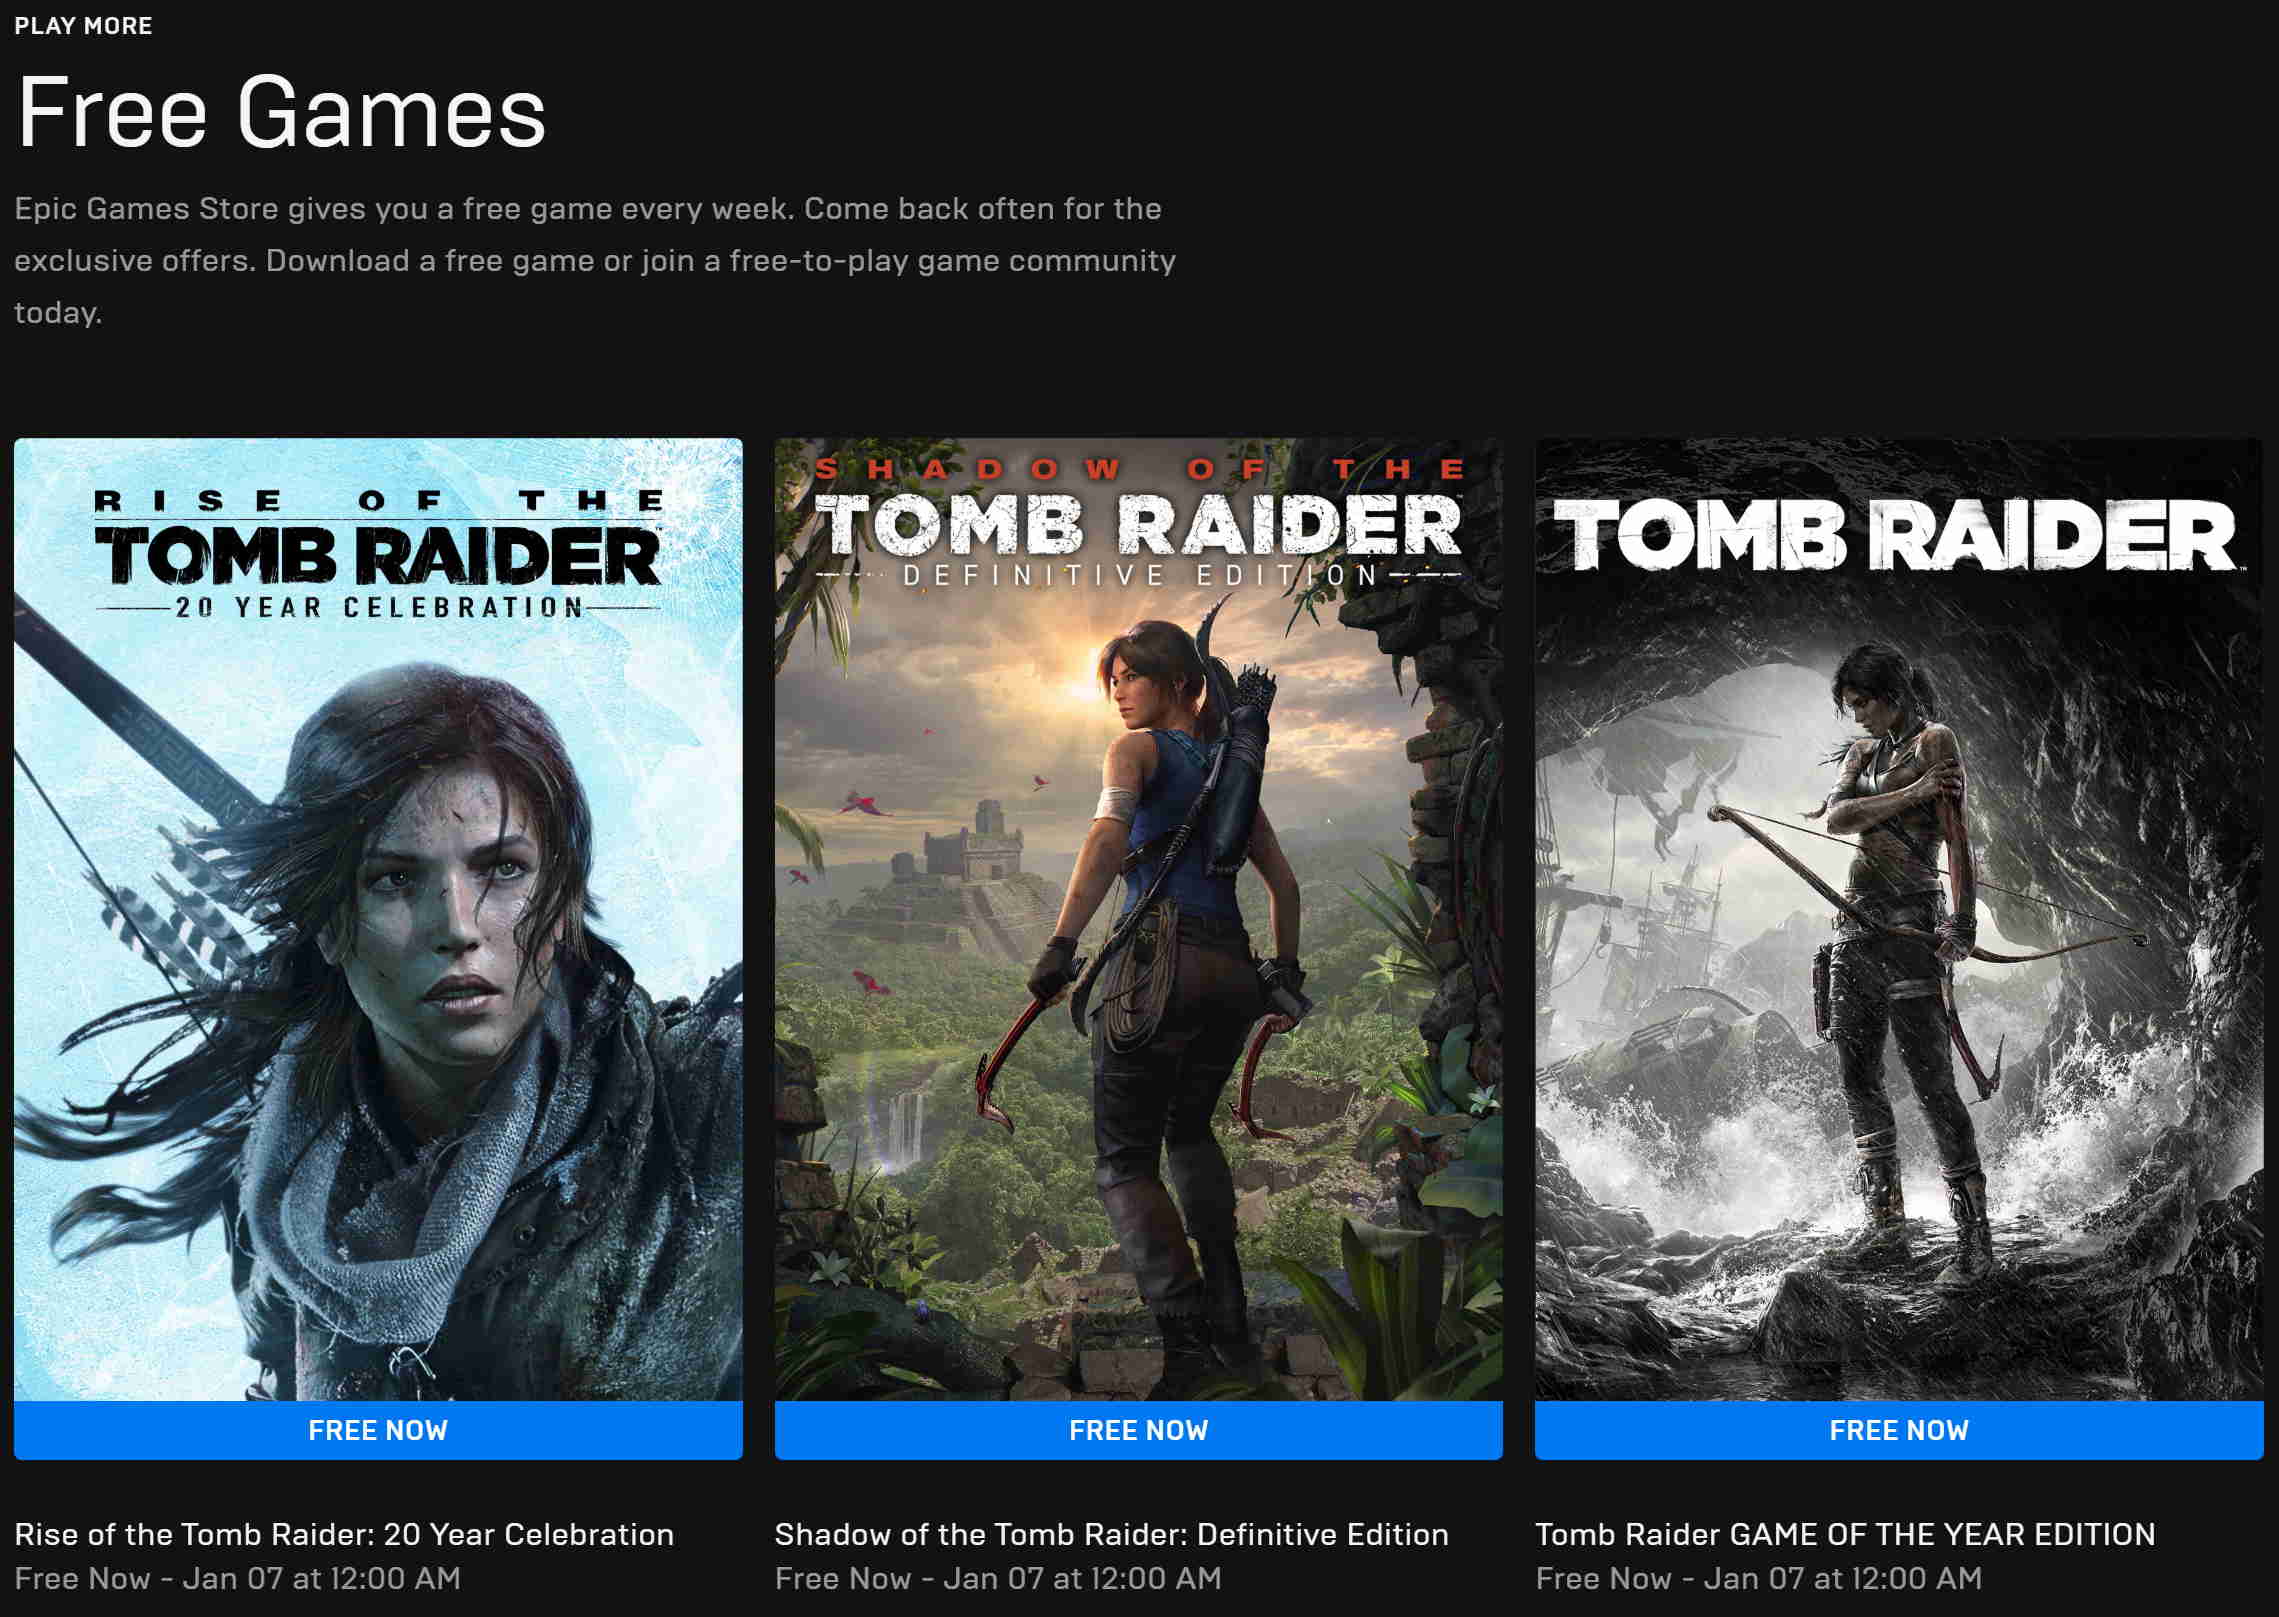 PLAY MORE
Free Games
Epic Games Store gives you a free game every week. Come back often for the
exclusive offers. Download a free game or join a free-to-play game community
today.
RISE OF THE
TOMB RAIDER
20 YEAR CELEBRATION
FREE NOW
Rise of the Tomb Raider: 20 Year Celebration
Free Now - Jan 07 at 12:00 AM
SHADOW OF THE
TOMB RAIDER™
DEFINITIVE EDITION
FREE NOW
Shadow of the Tomb Raider: Definitive Edition
Free Now - Jan 07 at 12:00 AM
TOMB RAIDER™
FREE NOW
Tomb Raider GAME OF THE YEAR EDITION
Free Now - Jan 07 at 12:00 AM